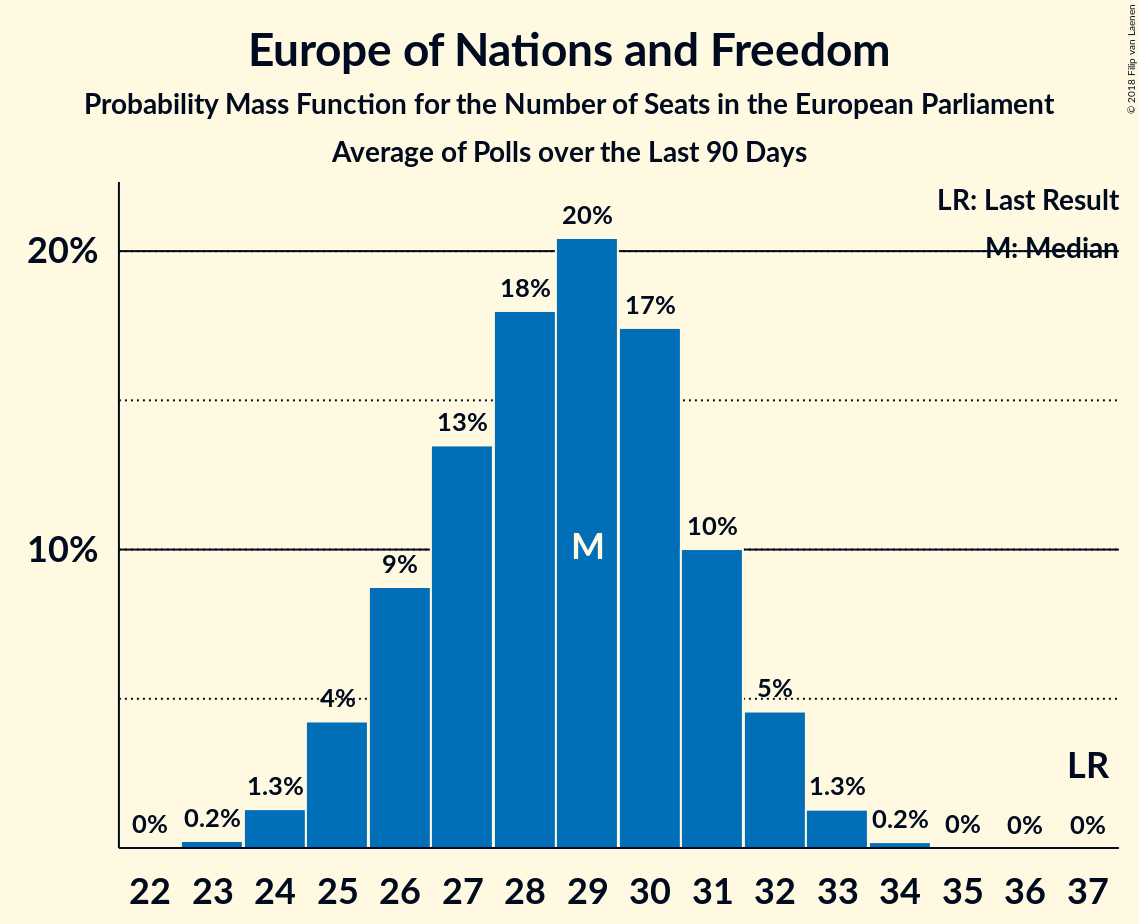 Europe of Nations and Freedom
Probability Mass Function for the Number of Seats in the European Parliament
Average of Polls over the Last 90 Days
© 2018 Filip van Laenen
LR: Last Result
M: Median
20%
10%
0%
0.2%
1.3%
4%
9%
13%
18%
20%
17%
10%
5%
1.3%
0.2%
0%
0%
0%
M
LR
22 23 24 25 26 27 28 29 30 31 32 33 34 35 36 37